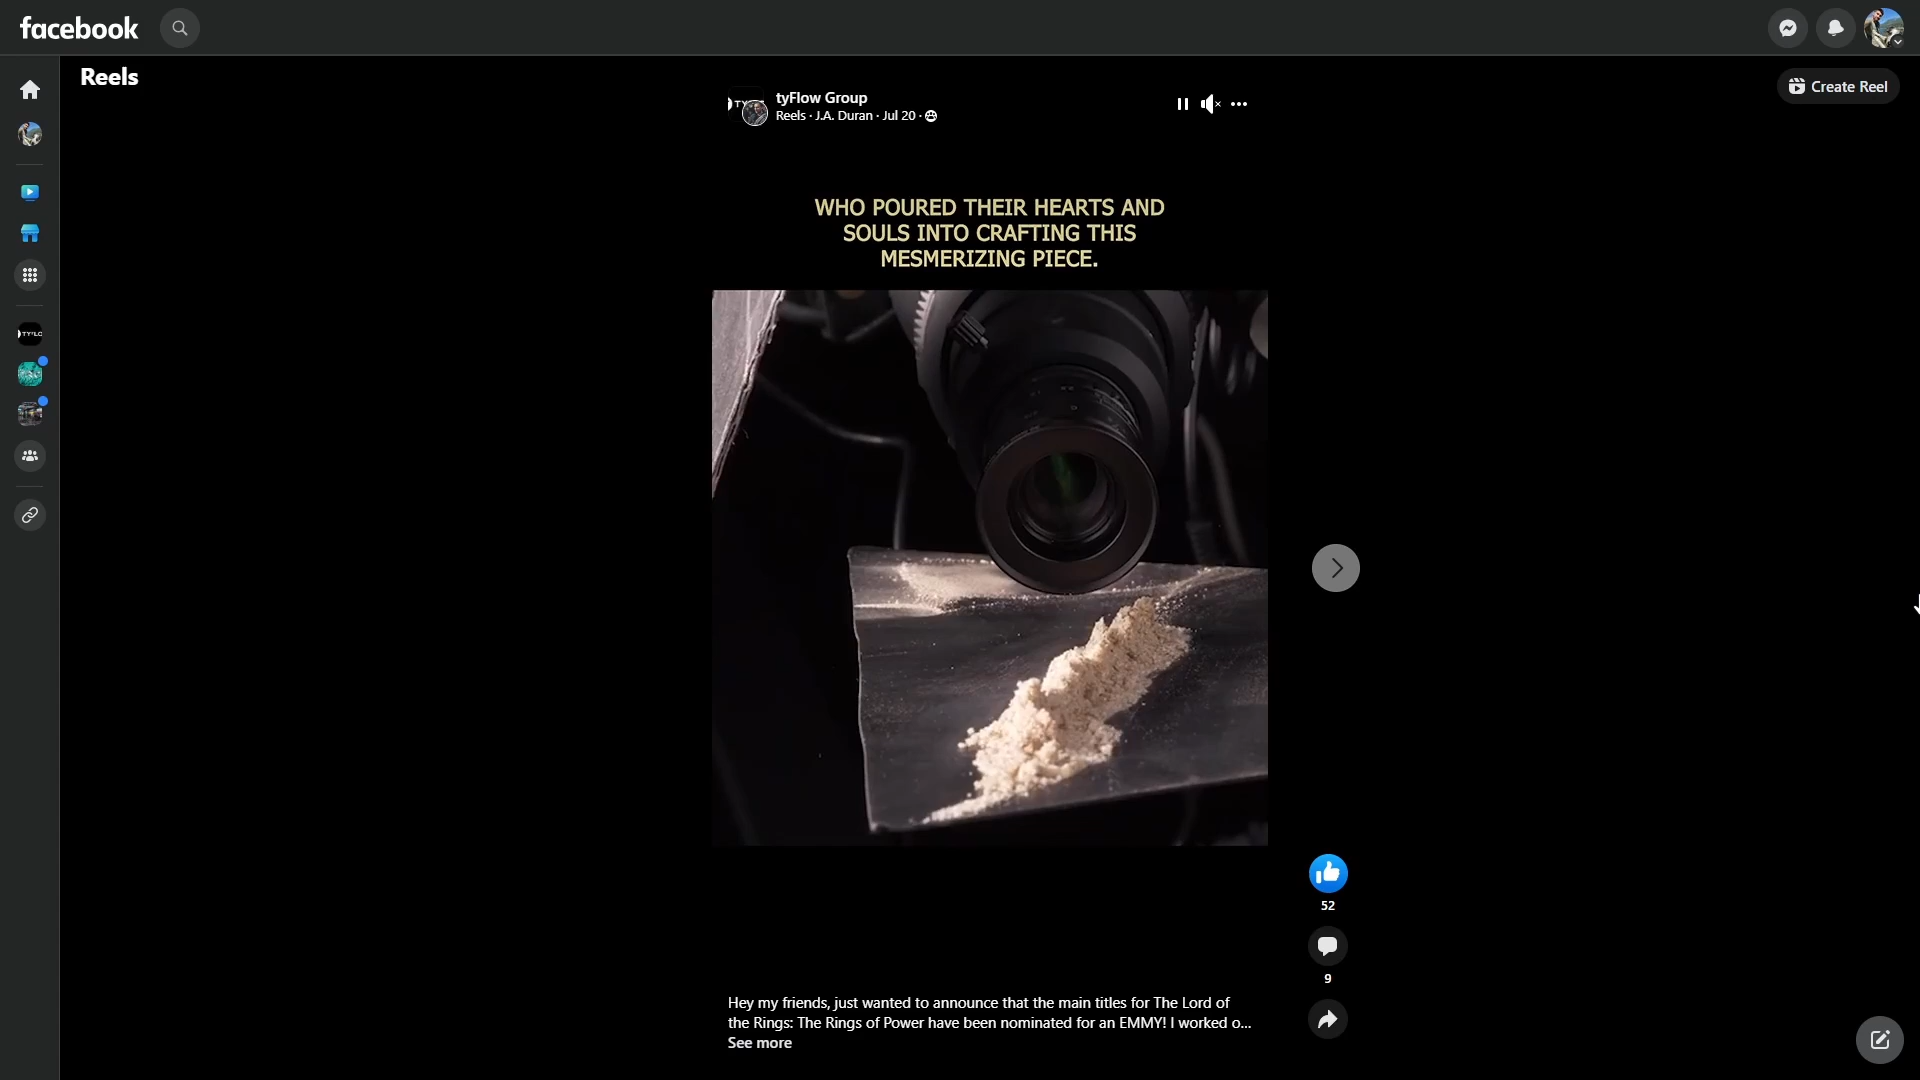 facebook
Reels
Create Reel
tyFlow Group
Reels · J.A. Duran · Jul 20 ·
WHO POURED THEIR HEARTS AND
SOULS INTO CRAFTING THIS
MESMERIZING PIECE.
52
9
Hey my friends, just wanted to announce that the main titles for The Lord of
the Rings: The Rings of Power have been nominated for an EMMY! I worked o...
See more